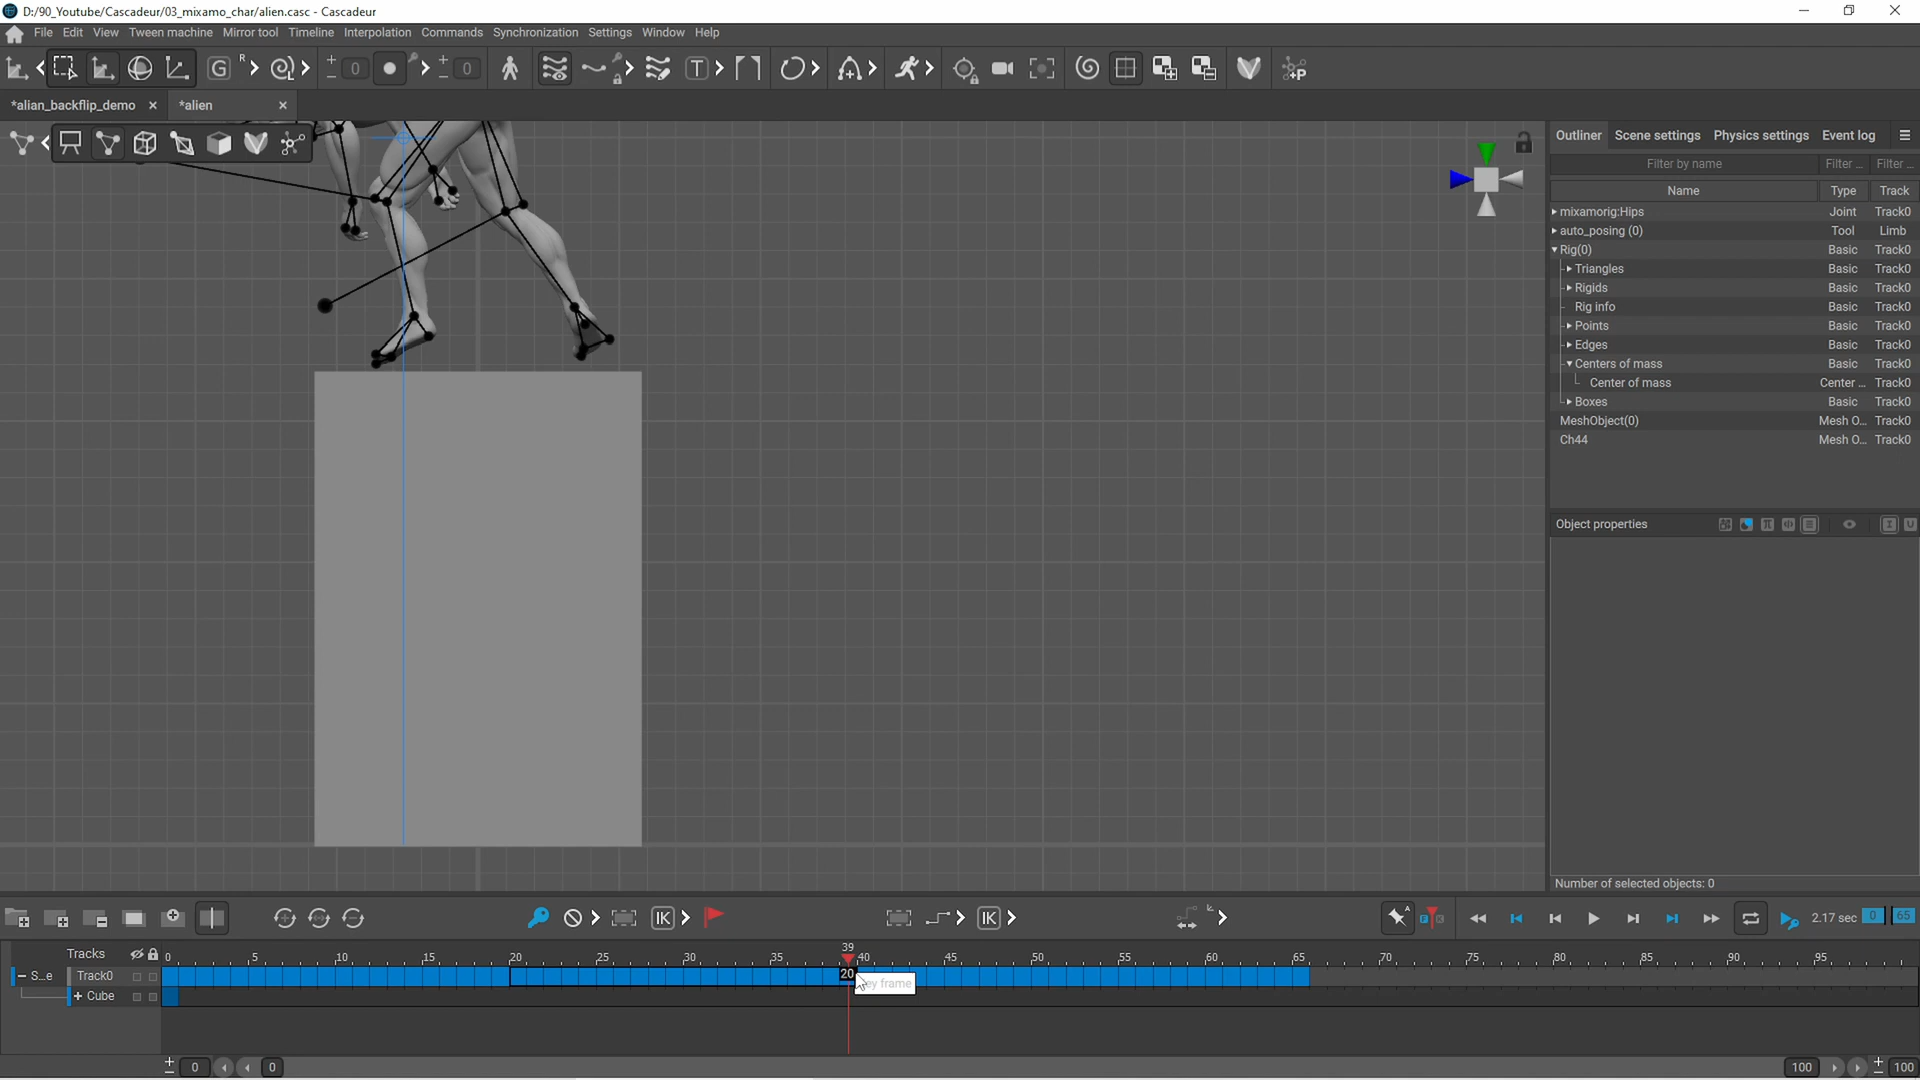 D:/90_Youtube/Cascadeur/03_mixamo_char/alien.casc - Cascadeur
File Edit View Tween machine Mirror tool Timeline Interpolation Commands Synchronization Settings Window Help
G R 0 0 T P
*alian_backflip_demo *alien
Outliner Scene settings Physics settings Event log
Filter by name Filter ... Filter ...
Name Type Track
mixamorig:Hips Joint Track0
auto_posing (0) Tool Limb
Rig(0) Basic Track0
Triangles Basic Track0
Rigids Basic Track0
Rig info Basic Track0
Points Basic Track0
Edges Basic Track0
Centers of mass Basic Track0
Center of mass Center ... Track0
Boxes Basic Track0
MeshObject(0) Mesh O... Track0
Ch44 Mesh O... Track0
Object properties
Number of selected objects: 0
IK IK 2.17 sec 0 65
Tracks 0 5 10 15 20 25 30 35 39 40 45 50 55 60 65 70 75 80 85 90 95
S...e Track0 20 ey frame
Cube
0 0 100 100